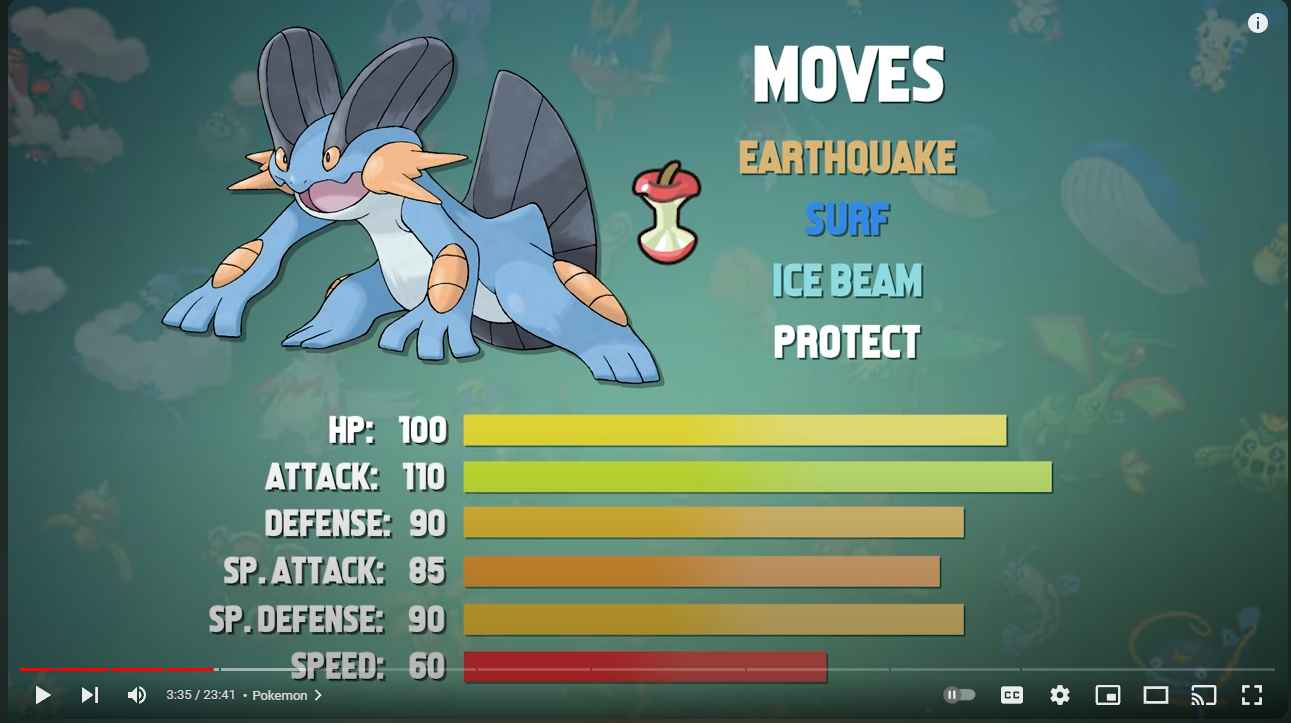 MOVES
EARTHQUAKE
SURF
ICE BEAM
PROTECT
HP: 100
ATTACK: 110
DEFENSE: 90
SP. ATTACK: 85
SP. DEFENSE: 90
SPEED: 60
3:35 / 23:41 • Pokemon
CC